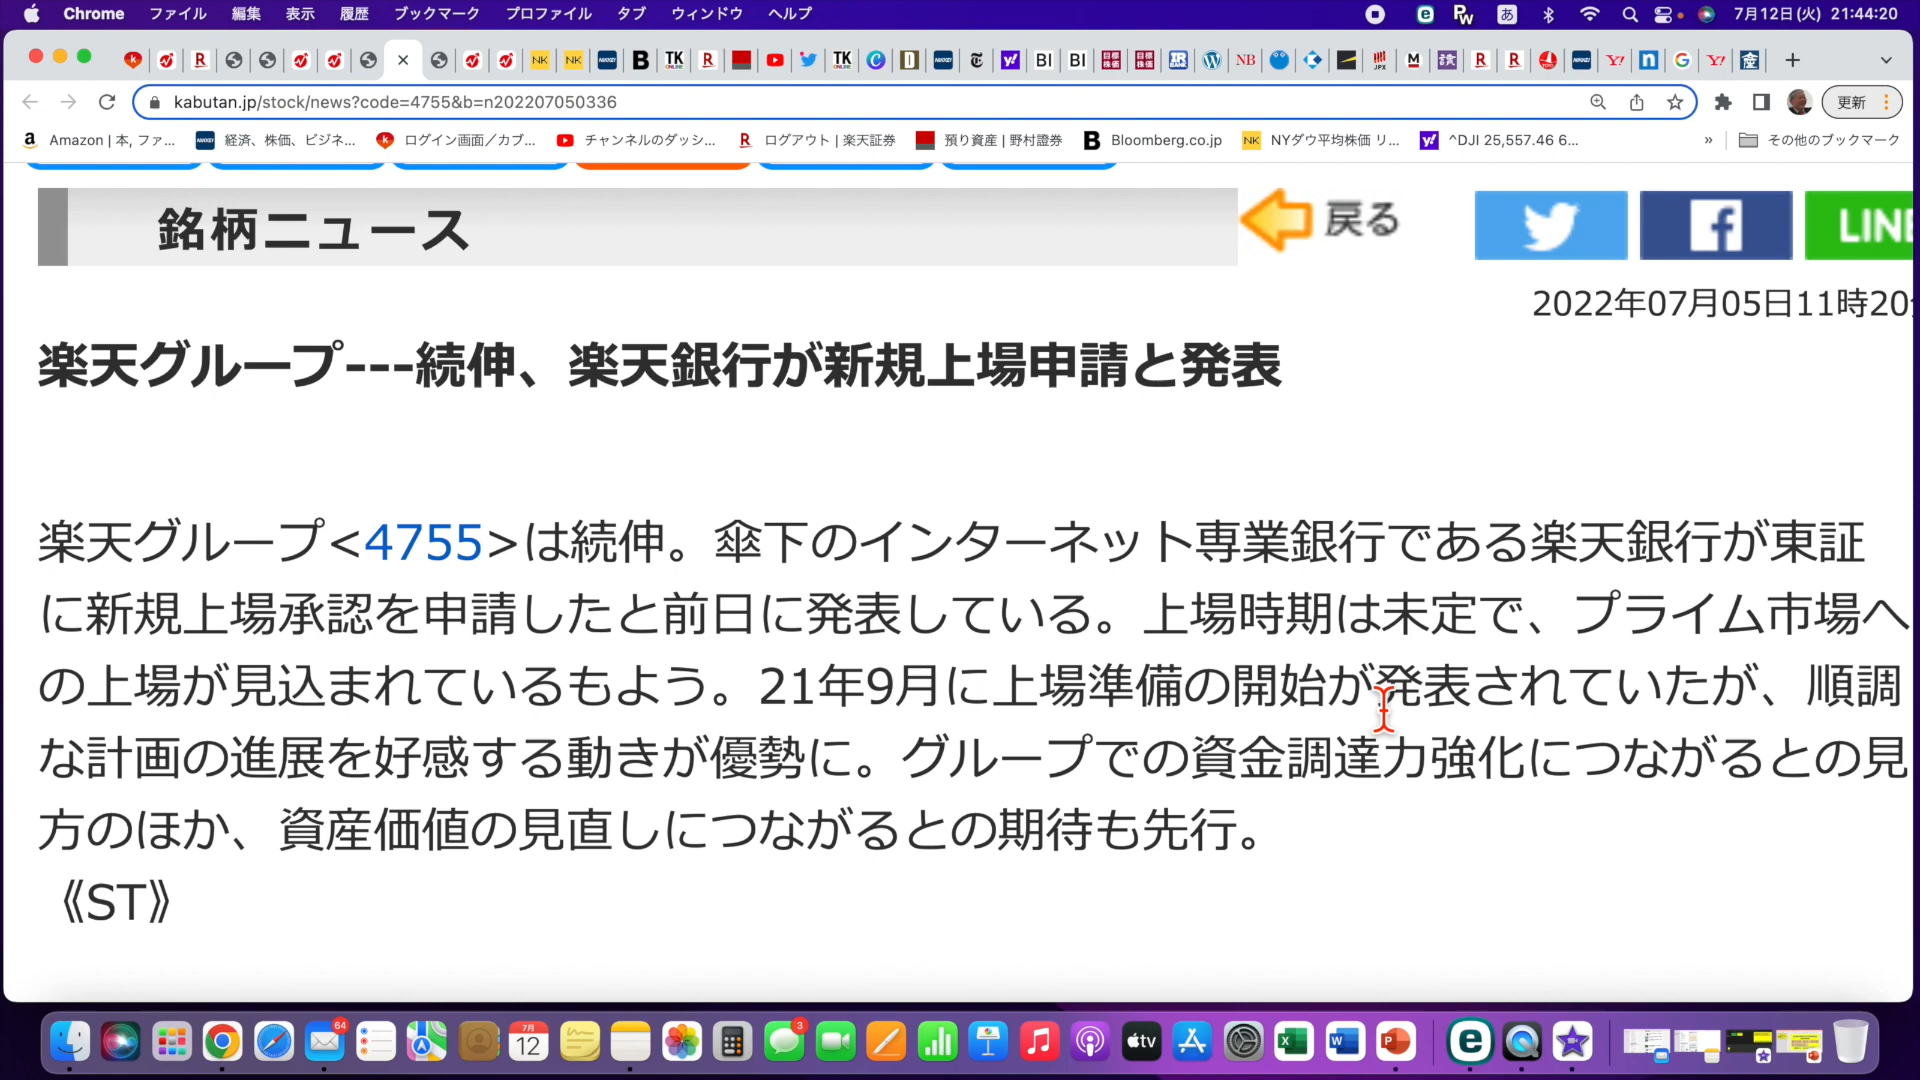 Chrome ファイル 編集 表示 履歴 ブックマーク プロファイル タブ ウィンドウ ヘルプ あ 7月12日(火) 21:44:20
kabutan.jp/stock/news?code=4755&b=n202207050336 更新
Amazon | 本, ファ... 経済、株価、ビジネ... ログイン画面／カブ... チャンネルのダッシ... ログアウト | 楽天証券 預り資産 | 野村證券 Bloomberg.co.jp NYダウ平均株価 リ... ^DJI 25,557.46 6... » その他のブックマーク
銘柄ニュース
戻る
LINE
2022年07月05日11時20
楽天グループ---続伸、楽天銀行が新規上場申請と発表
楽天グループ<4755>は続伸。傘下のインターネット専業銀行である楽天銀行が東証
に新規上場承認を申請したと前日に発表している。上場時期は未定で、プライム市場へ
の上場が見込まれているもよう。21年9月に上場準備の開始が発表されていたが、順調
な計画の進展を好感する動きが優勢に。グループでの資金調達力強化につながるとの見
方のほか、資産価値の見直しにつながるとの期待も先行。
《ST》
64 7月 12 3 tv